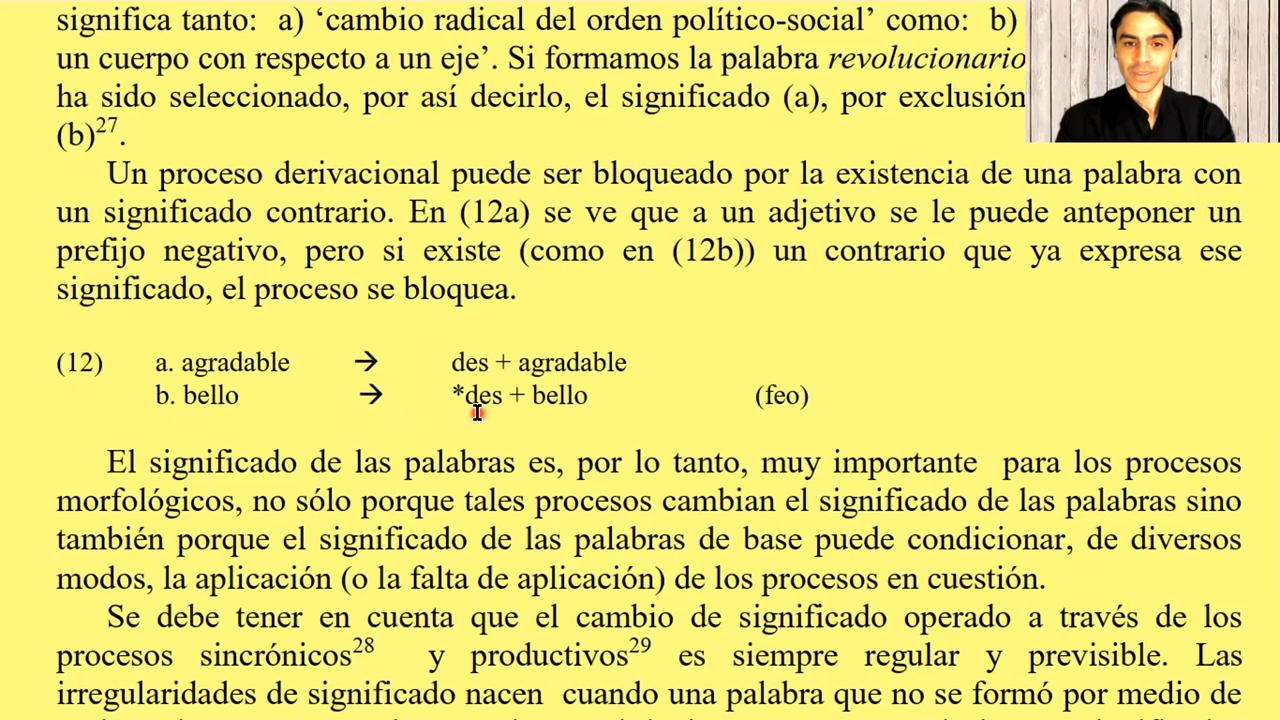 significa tanto: a) ‘cambio radical del orden político-social’ como: b)
un cuerpo con respecto a un eje’. Si formamos la palabra revolucionario
ha sido seleccionado, por así decirlo, el significado (a), por exclusión
(b)27.
Un proceso derivacional puede ser bloqueado por la existencia de una palabra con
un significado contrario. En (12a) se ve que a un adjetivo se le puede anteponer un
prefijo negativo, pero si existe (como en (12b)) un contrario que ya expresa ese
significado, el proceso se bloquea.
(12) a. agradable → des + agradable
b. bello → *des + bello (feo)
El significado de las palabras es, por lo tanto, muy importante para los procesos
morfológicos, no sólo porque tales procesos cambian el significado de las palabras sino
también porque el significado de las palabras de base puede condicionar, de diversos
modos, la aplicación (o la falta de aplicación) de los procesos en cuestión.
Se debe tener en cuenta que el cambio de significado operado a través de los
procesos sincrónicos28 y productivos29 es siempre regular y previsible. Las
irregularidades de significado nacen cuando una palabra que no se formó por medio de